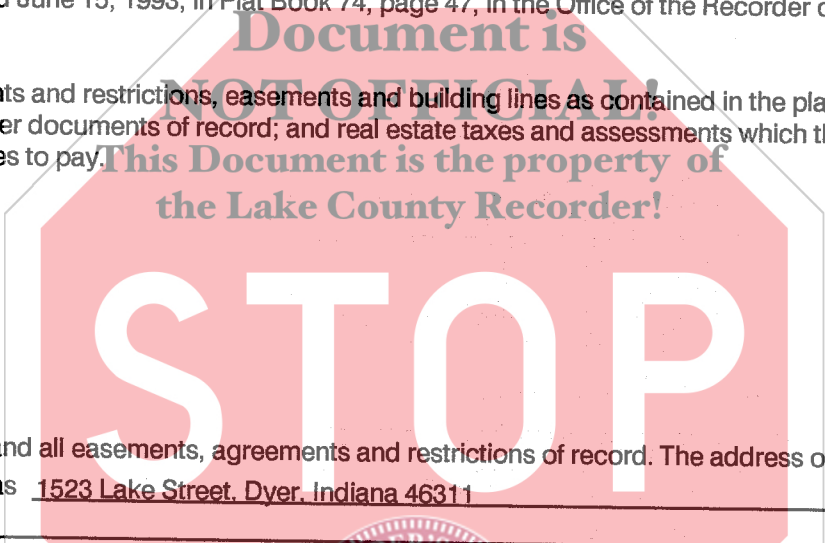 June 15, 1993, in Plat Book 74, page 47, in the Office of the Recorder
Document is
NOT OFFICIAL!
ts and restrictions, easements and building lines as contained in the pla
er documents of record; and real estate taxes and assessments which t
es to pay.
This Document is the property of
the Lake County Recorder!
STOP
nd all easements, agreements and restrictions of record. The address o
s 1523 Lake Street, Dyer, Indiana 46311